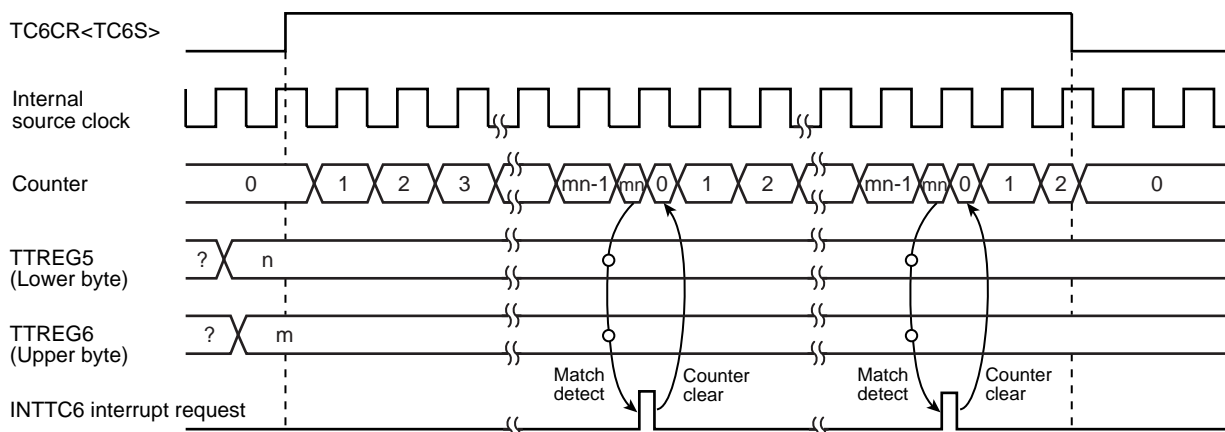 TC6CR<TC6S>
Internal
source clock
Counter
0 1 2 3 mn-1 mn 0 1 2 mn-1 mn 0 1 2 0
TTREG5
(Lower byte)
? n
TTREG6
(Upper byte)
? m
Match
detect
Counter
clear
Match
detect
Counter
clear
INTTC6 interrupt request